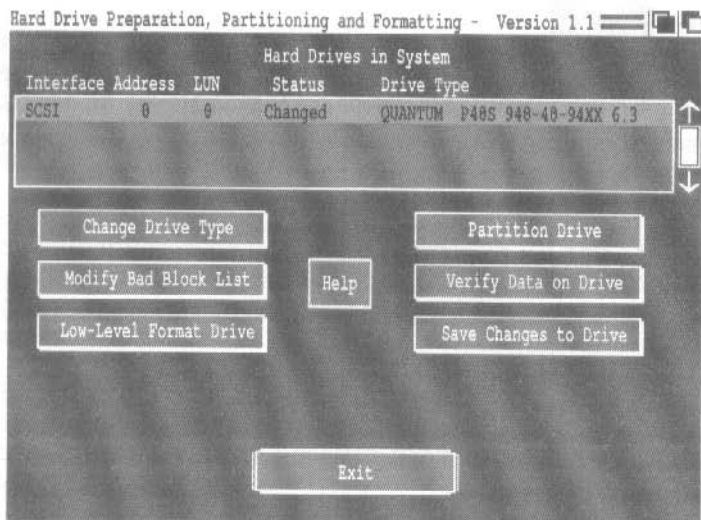 Hard Drive Preparation, Partitioning and Formatting - Version 1.1
Hard Drives in System
Interface Address LUN Status Drive Type
SCSI 0 0 Changed QUANTUM P40S 940-40-94XX 6.3
Change Drive Type
Partition Drive
Modify Bad Block List
Help
Verify Data on Drive
Low-Level Format Drive
Save Changes to Drive
Exit